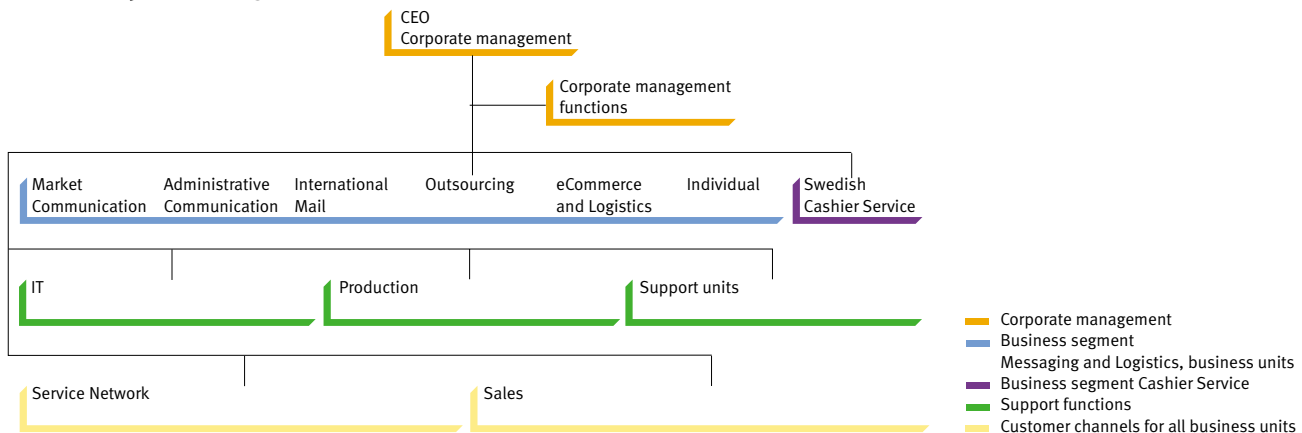 CEO
Corporate management
Corporate management
functions
Market
Communication
Administrative
Communication
International
Mail
Outsourcing
eCommerce
and Logistics
Individual
Swedish
Cashier Service
IT
Production
Support units
Service Network
Sales
Corporate management
Business segment
Messaging and Logistics, business units
Business segment Cashier Service
Support functions
Customer channels for all business units